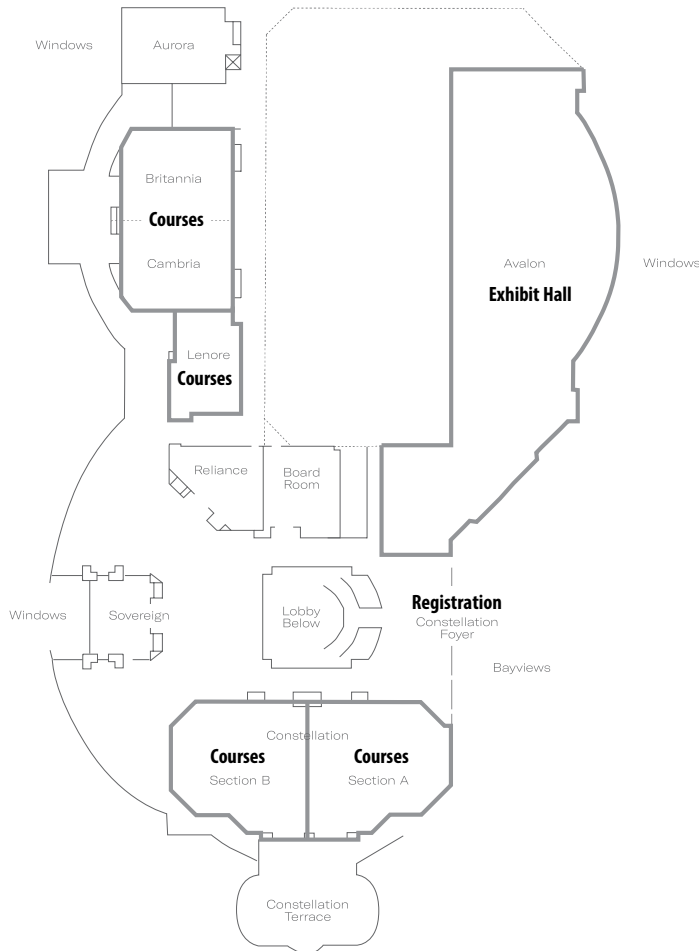 Windows
Aurora
Britannia
Courses
Cambria
Avalon
Windows
Exhibit Hall
Lenore
Courses
Reliance
Board
Room
Registration
Constellation
Foyer
Windows
Sovereign
Lobby
Below
Bayviews
Constellation
Courses
Courses
Section B
Section A
Constellation
Terrace